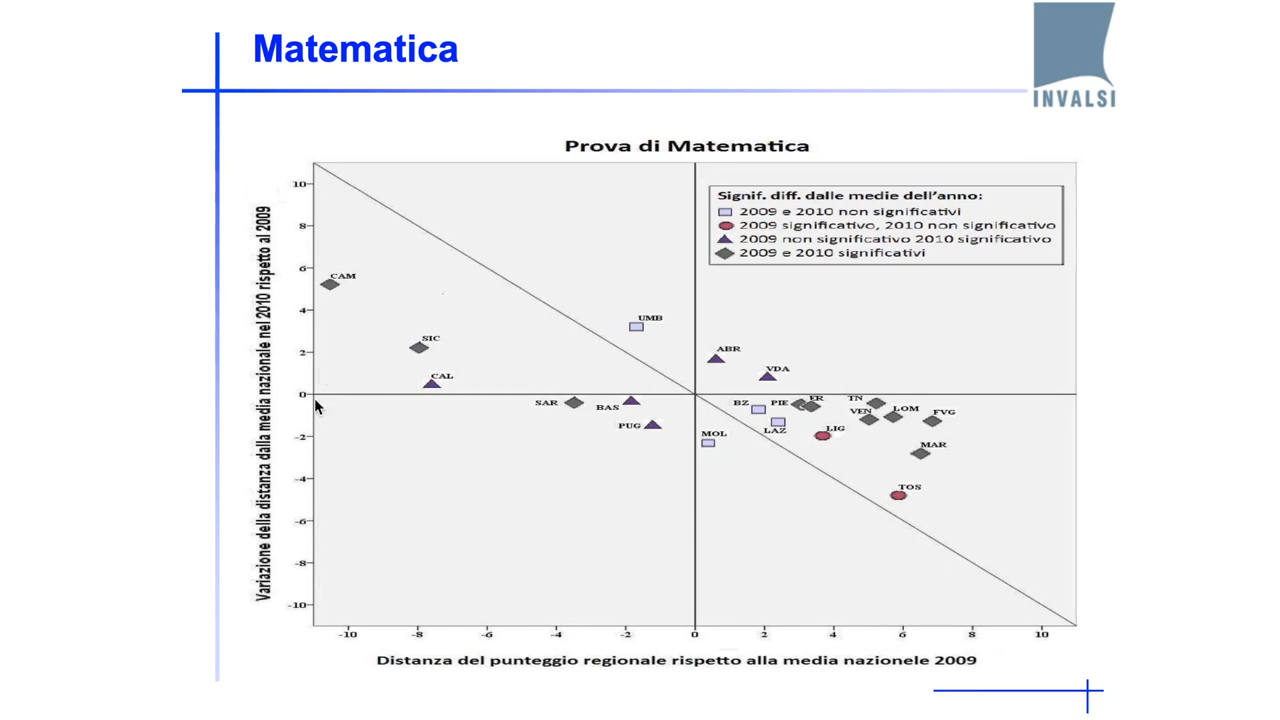 Matematica
INVALSI
Prova di Matematica
Signif. diff. dalle medie dell'anno:
2009 e 2010 non significativi
2009 significativo, 2010 non significativo
2009 non significativo 2010 significativo
2009 e 2010 significativi
Variazione della distanza dalla media nazionale nel 2010 rispetto al 2009
10
8
6
4
2
0
-2
-4
-6
-8
-10
CAM
UMB
SIC
ABR
VDA
CAL
SAR
BAS
PUG
MOL
BZ
PIE
ER
TN
LAZ
LIG
VEN
LOM
FVG
MAR
TOS
-10 -8 -6 -4 -2 0 2 4 6 8 10
Distanza del punteggio regionale rispetto alla media nazionele 2009